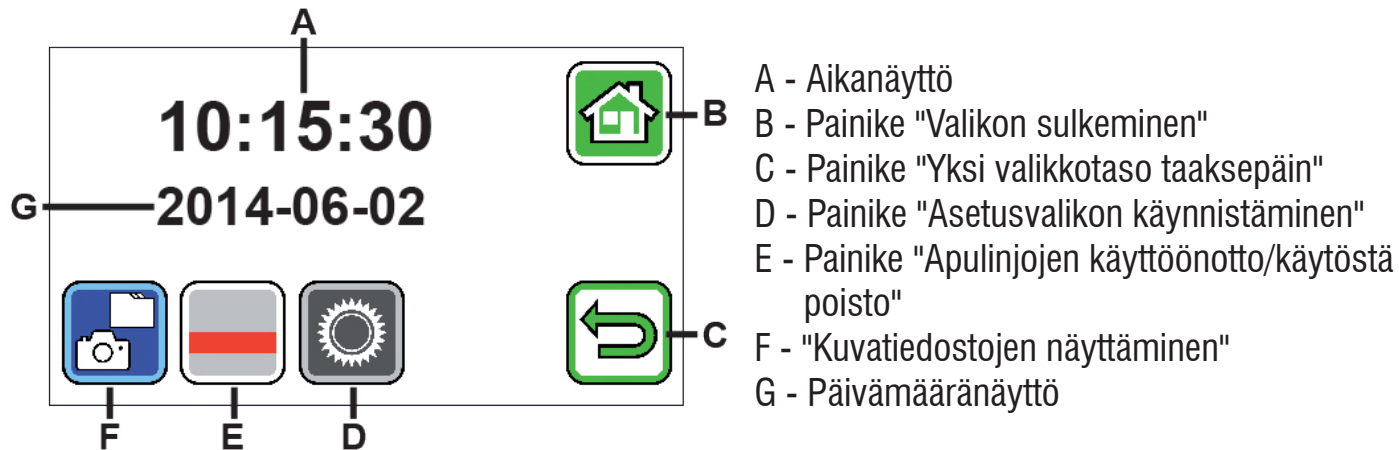 A
10:15:30
B
G
2014-06-02
C
F
E
D
A - Aikanäyttö
B - Painike "Valikon sulkeminen"
C - Painike "Yksi valikkotaso taaksepäin"
D - Painike "Asetusvalikon käynnistäminen"
E - Painike "Apulinjojen käyttöönotto/käytöstä
poisto"
F - "Kuvatiedostojen näyttäminen"
G - Päivämääränäyttö